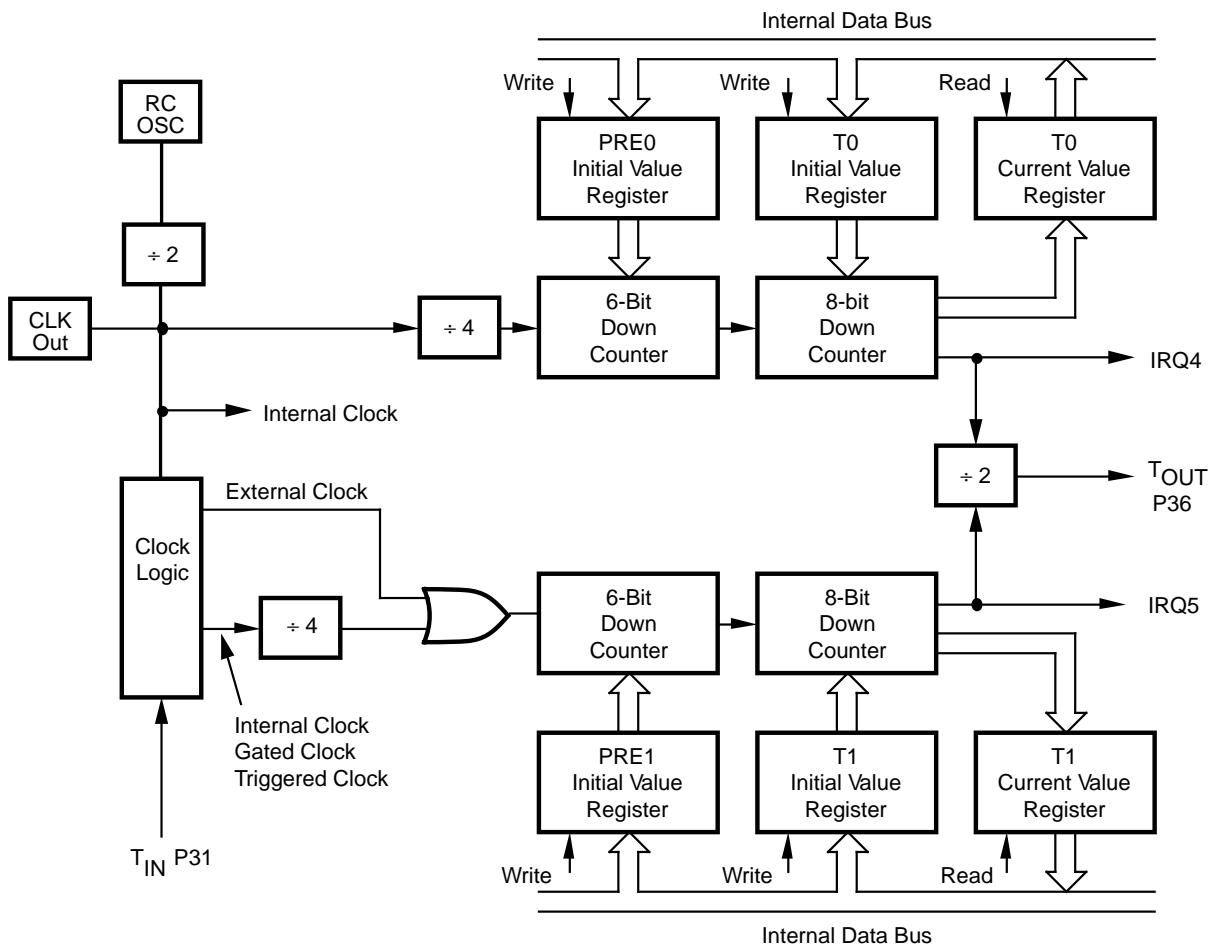 Internal Data Bus
Write
Write
Read
RC
OSC
PRE0
Initial Value
Register
T0
Initial Value
Register
T0
Current Value
Register
÷ 2
CLK
Out
÷ 4
6-Bit
Down
Counter
8-bit
Down
Counter
IRQ4
Internal Clock
÷ 2
TOUT
P36
External Clock
Clock
Logic
÷ 4
6-Bit
Down
Counter
8-Bit
Down
Counter
IRQ5
Internal Clock
Gated Clock
Triggered Clock
PRE1
Initial Value
Register
T1
Initial Value
Register
T1
Current Value
Register
TIN P31
Write
Write
Read
Internal Data Bus